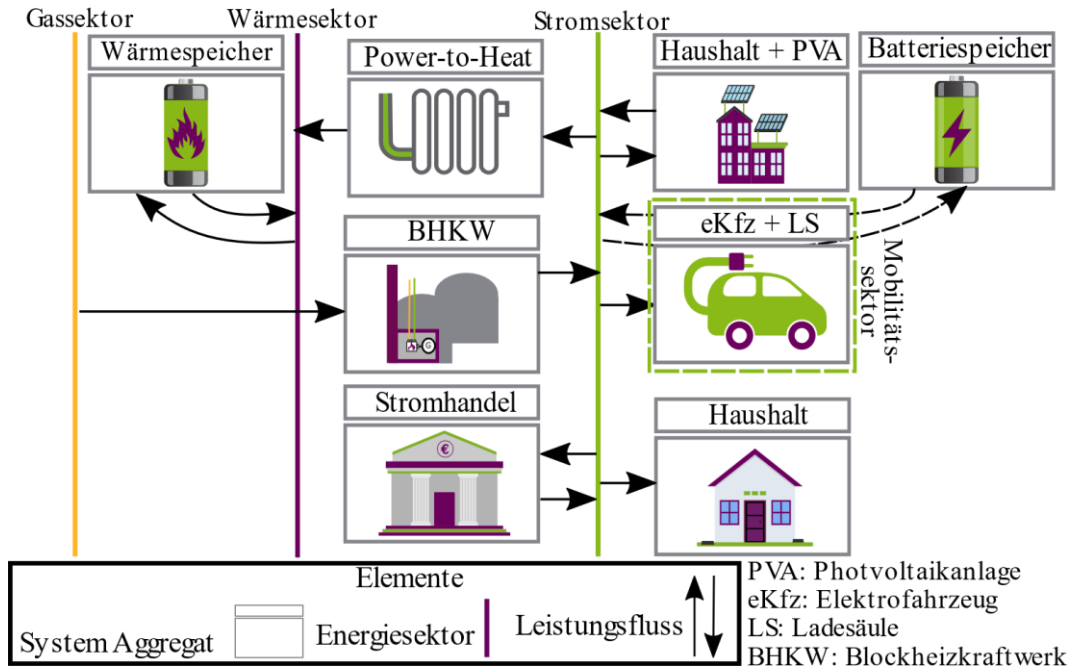 Gassektor
Wärmesektor
Stromsektor
Wärmespeicher
Power-to-Heat
Haushalt + PVA
Batteriespeicher
BHKW
eKfz + LS
Mobilitäts-
sektor
G
Stromhandel
Haushalt
€
Elemente
System Aggregat
Energiesektor
Leistungsfluss
PVA: Photvoltaikanlage
eKfz: Elektrofahrzeug
LS: Ladesäule
BHKW: Blockheizkraftwerk